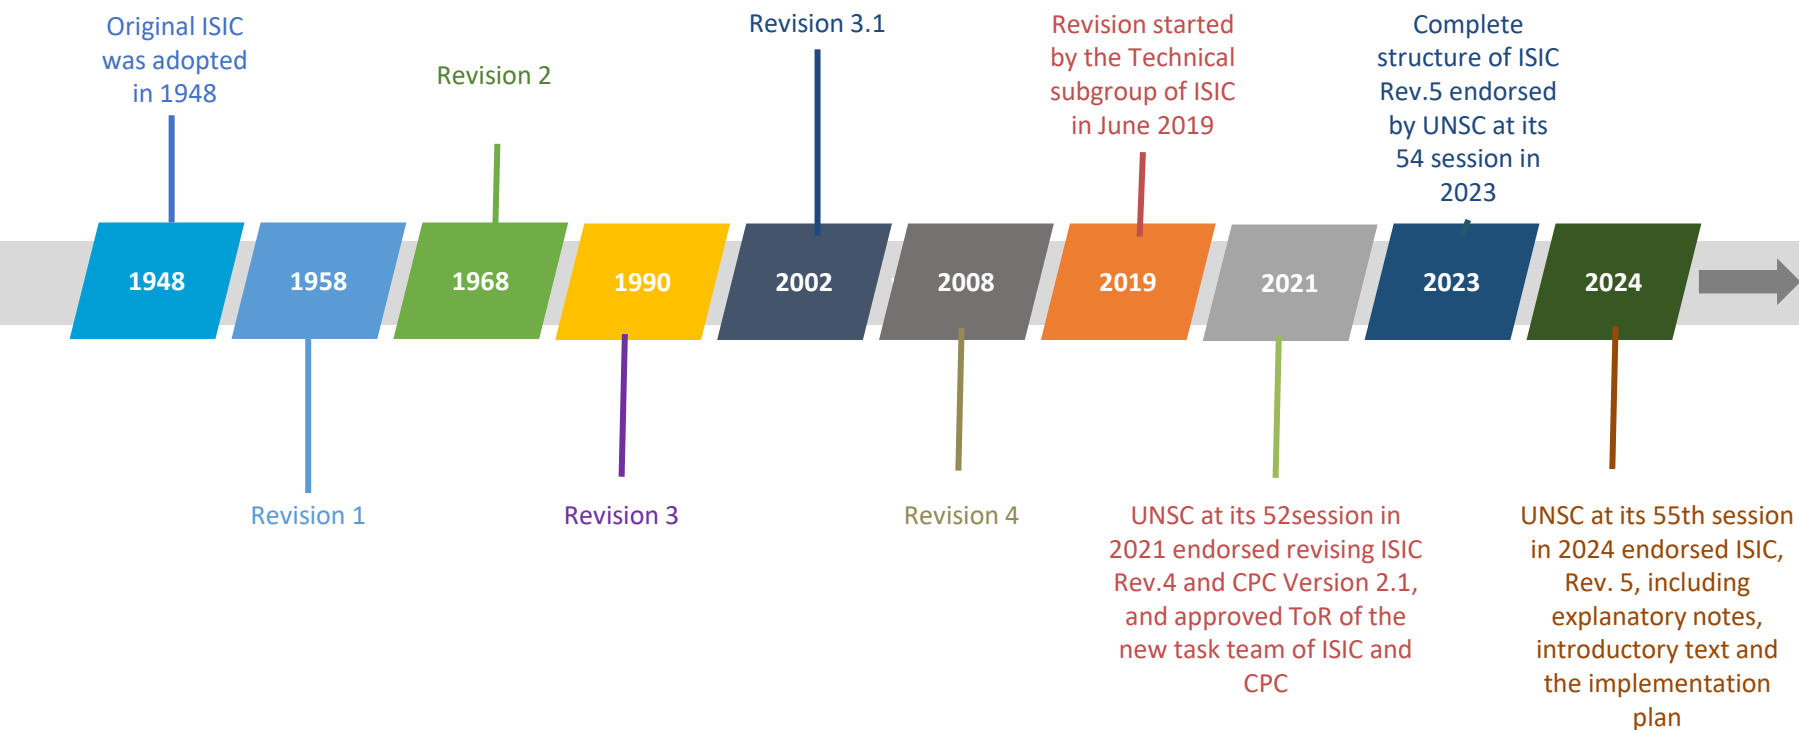 Original ISIC
was adopted
in 1948
Revision 2
Revision 3.1
Revision started
by the Technical
subgroup of ISIC
in June 2019
Complete
structure of ISIC
Rev.5 endorsed
by UNSC at its
54 session in
2023
1948
1958
1968
1990
2002
2008
2019
2021
2023
2024
Revision 1
Revision 3
Revision 4
UNSC at its 52session in
2021 endorsed revising ISIC
Rev.4 and CPC Version 2.1,
and approved ToR of the
new task team of ISIC and
CPC
UNSC at its 55th session
in 2024 endorsed ISIC,
Rev. 5, including
explanatory notes,
introductory text and
the implementation
plan